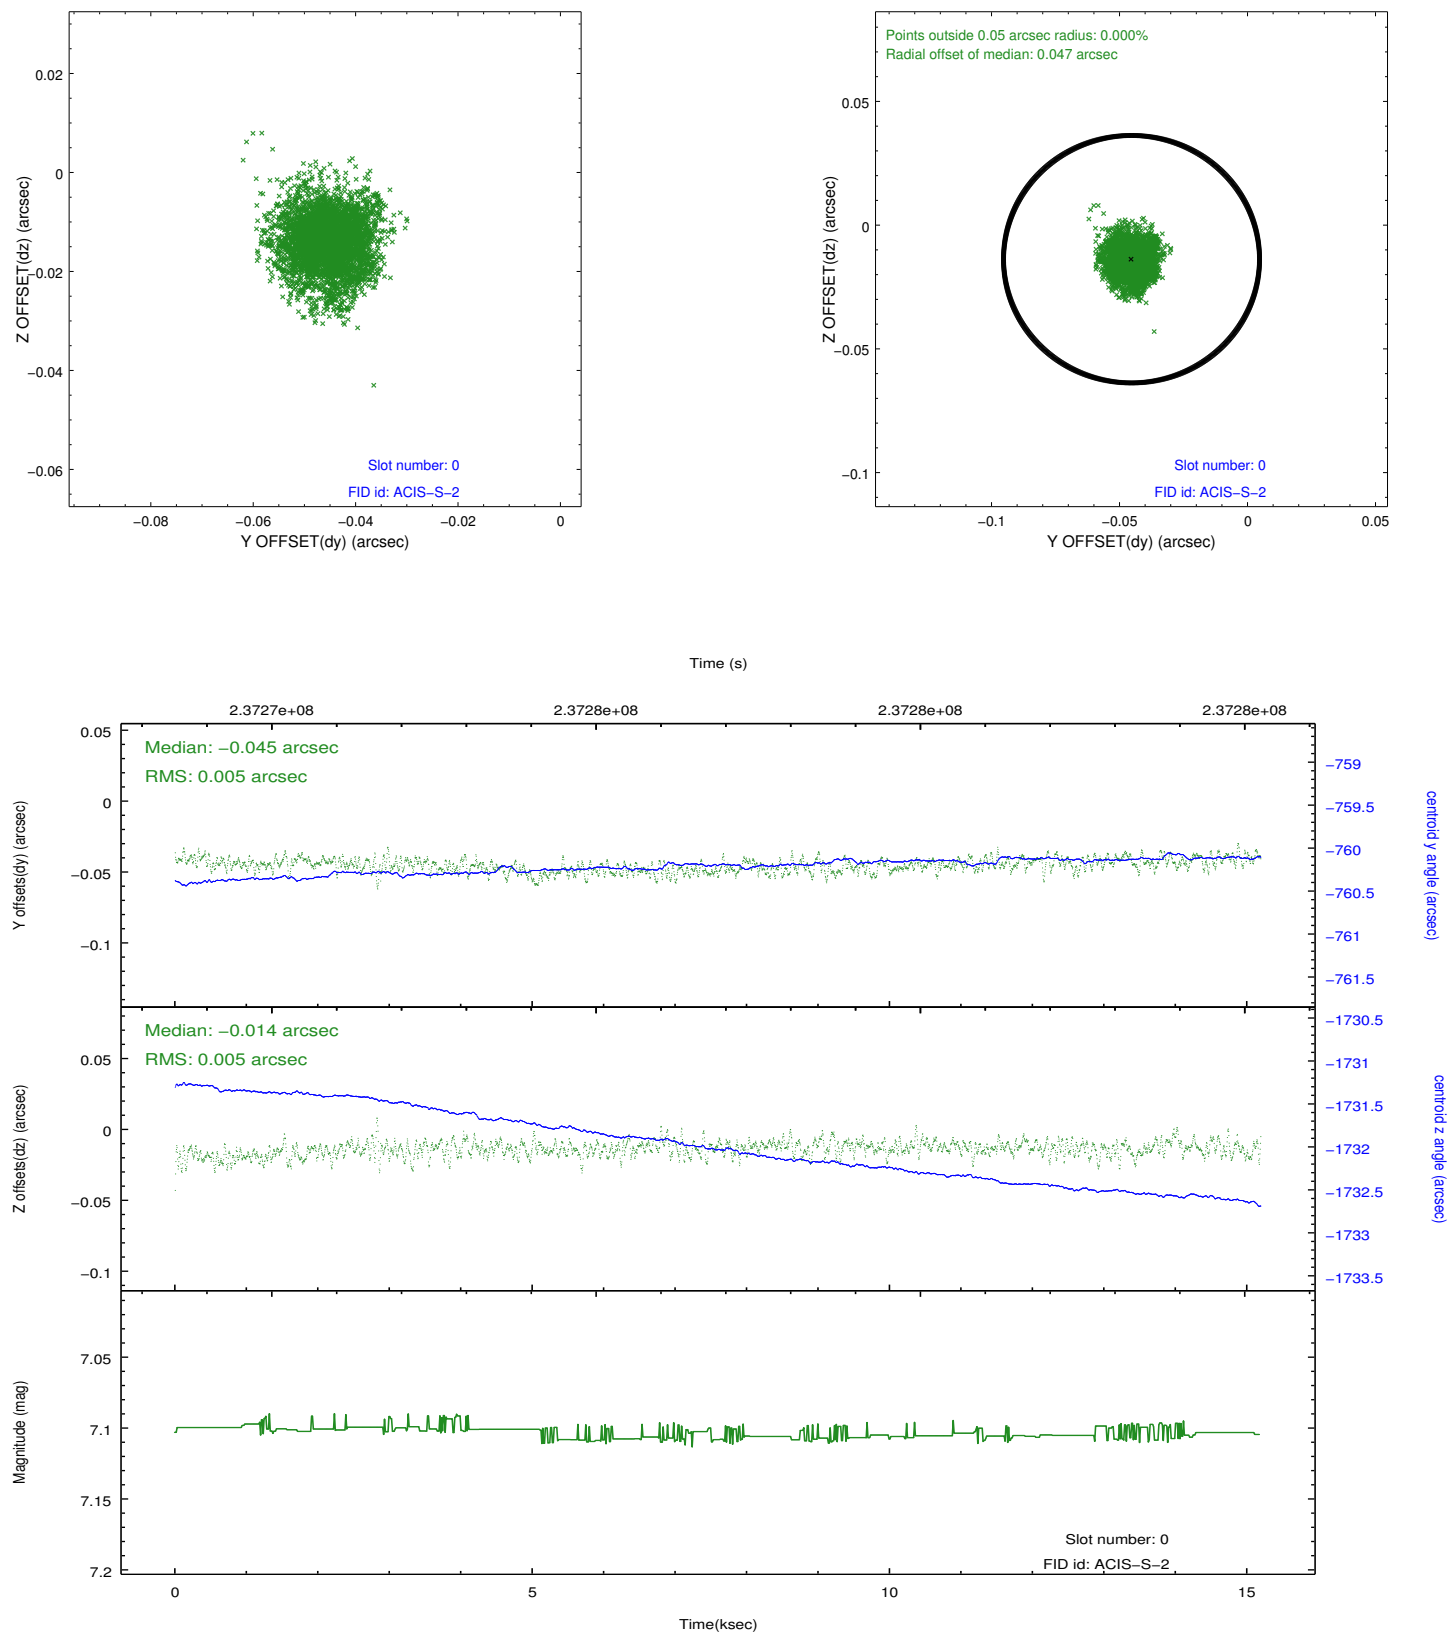 0.02
0
−0.02
−0.04
−0.06
Z OFFSET(dz) (arcsec)
Slot number: 0
FID id: ACIS−S−2
−0.08 −0.06 −0.04 −0.02 0
Y OFFSET(dy) (arcsec)
Points outside 0.05 arcsec radius: 0.000%
Radial offset of median: 0.047 arcsec
0.05
0
−0.05
−0.1
Z OFFSET(dz) (arcsec)
Slot number: 0
FID id: ACIS−S−2
−0.1 −0.05 0 0.05
Y OFFSET(dy) (arcsec)
Time (s)
2.3727e+08 2.3728e+08 2.3728e+08 2.3728e+08
Median: −0.045 arcsec
RMS: 0.005 arcsec
0.05
0
−0.05
−0.1
Y offsets(dy) (arcsec)
−759
−759.5
−760
−760.5
−761
−761.5
centroid y angle (arcsec)
Median: −0.014 arcsec
RMS: 0.005 arcsec
0.05
0
−0.05
−0.1
Z offsets(dz) (arcsec)
−1730.5
−1731
−1731.5
−1732
−1732.5
−1733
−1733.5
centroid z angle (arcsec)
7.05
7.1
7.15
7.2
Magnitude (mag)
Slot number: 0
FID id: ACIS−S−2
0 5 10 15
Time(ksec)